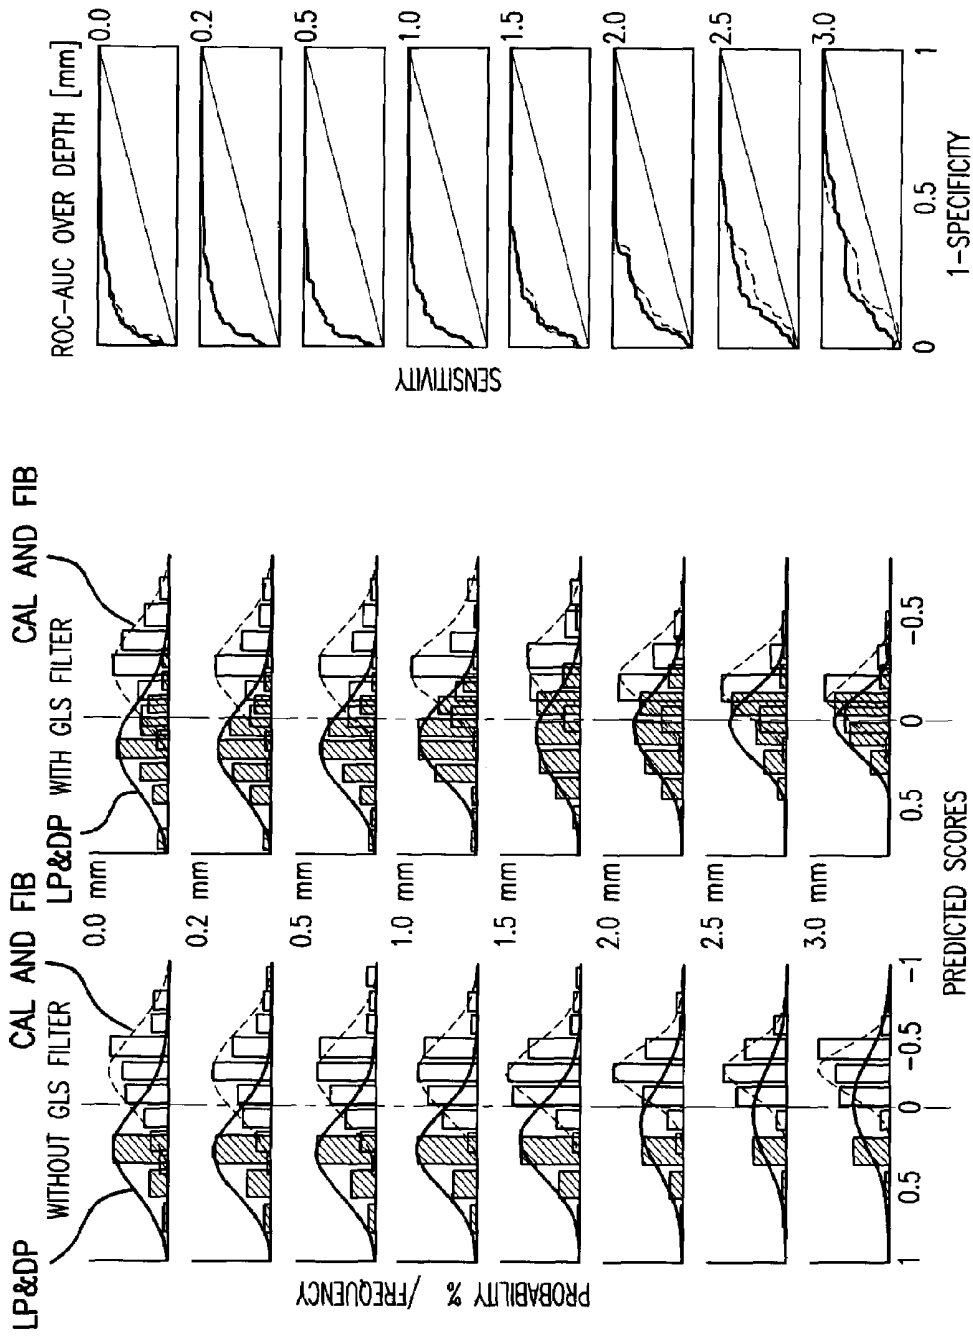 LP&DP
CAL AND FIB
WITHOUT GLS FILTER
PROBABILITY % /FREQUENCY
1
0.5
0
-0.5
-1
LP&DP
CAL AND FIB
WITH GLS FILTER
0.0 mm
0.2 mm
0.5 mm
1.0 mm
1.5 mm
2.0 mm
2.5 mm
3.0 mm
0.5
0
-0.5
PREDICTED SCORES
ROC-AUC OVER DEPTH [mm]
SENSITIVITY
0.0
0.2
0.5
1.0
1.5
2.0
2.5
3.0
0
0.5
1
1-SPECIFICITY